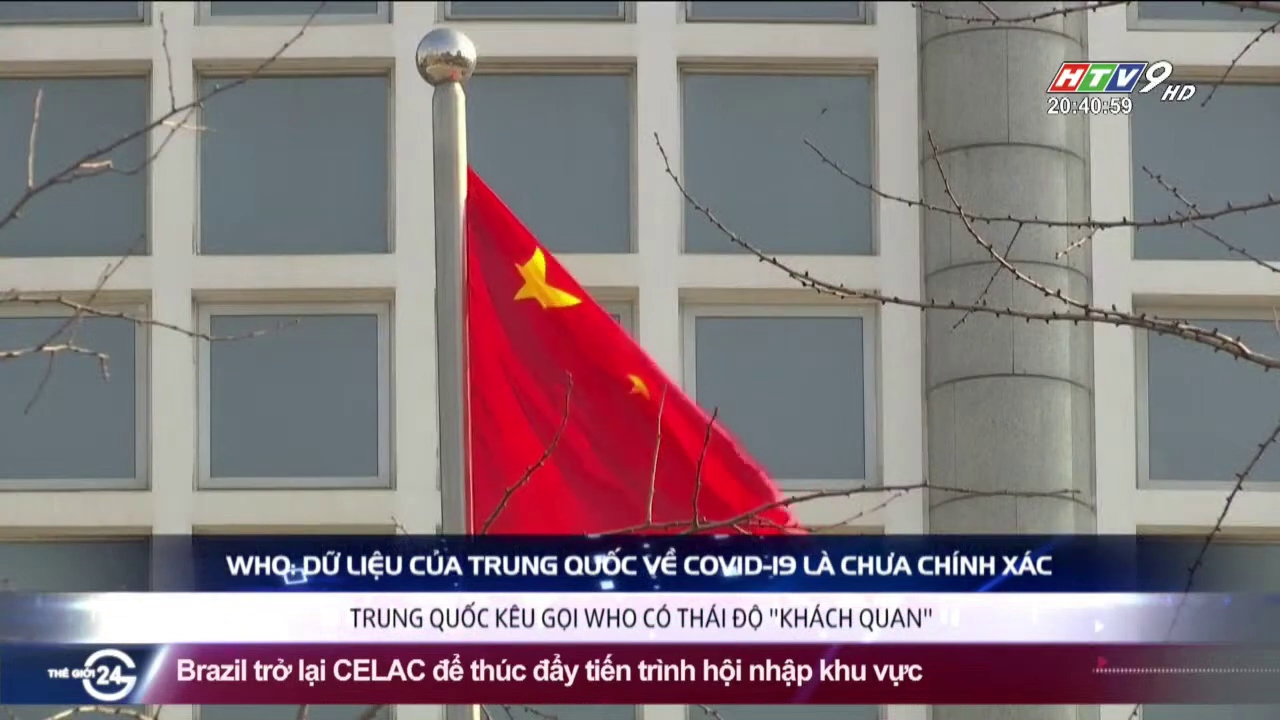 HTV9 HD
20:40:59
WHO: DỮ LIỆU CỦA TRUNG QUỐC VỀ COVID-19 LÀ CHƯA CHÍNH XÁC
TRUNG QUỐC KÊU GỌI WHO CÓ THÁI ĐỘ "KHÁCH QUAN"
THẾ GIỚI 24G
Brazil trở lại CELAC để thúc đẩy tiến trình hội nhập khu vực